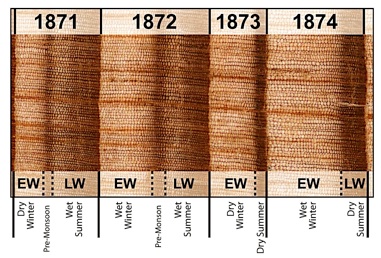 1871 1872 1873 1874
EW LW EW LW EW EW LW
Dry Winter
Pre-Monsoon
Wet Summer
Wet Winter
Pre-Monson
Wet Summer
Dry Winter
Dry Summer
Wet Winter
Dry Summer